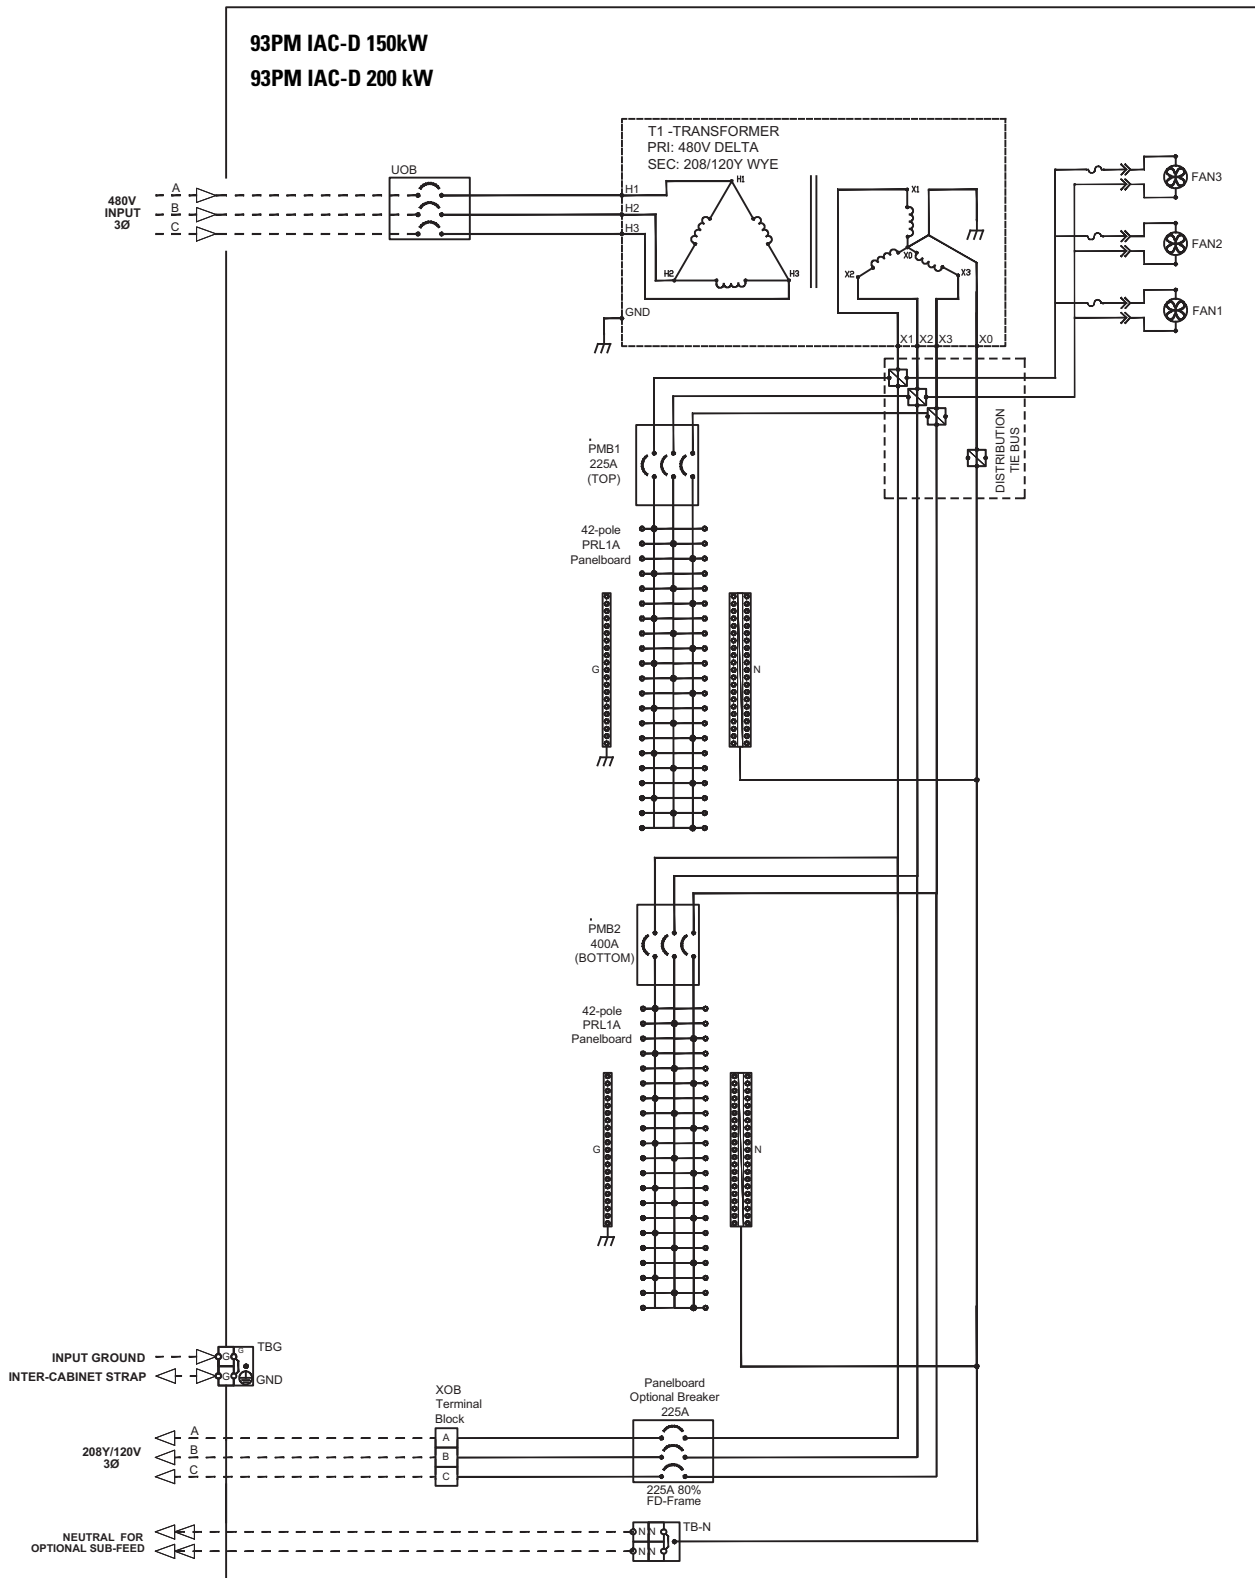 93PM IAC-D 150kW
93PM IAC-D 200 kW
T1 -TRANSFORMER
PRI: 480V DELTA
SEC: 208/120Y WYE
UOB
480V
INPUT
3Ø
A
B
C
H1
H2
H3
GND
H1
H2
H3
X1
X0
X2
X3
X1
X2
X3
X0
FAN3
FAN2
FAN1
DISTRIBUTION
TIE BUS
PMB1
225A
(TOP)
42-pole
PRL1A
Panelboard
G
N
PMB2
400A
(BOTTOM)
42-pole
PRL1A
Panelboard
G
N
INPUT GROUND
INTER-CABINET STRAP
G
G
G
TBG
GND
XOB
Terminal
Block
A
B
C
Panelboard
Optional Breaker
225A
225A 80%
FD-Frame
208Y/120V
3Ø
A
B
C
NEUTRAL FOR
OPTIONAL SUB-FEED
N N
N N
TB-N